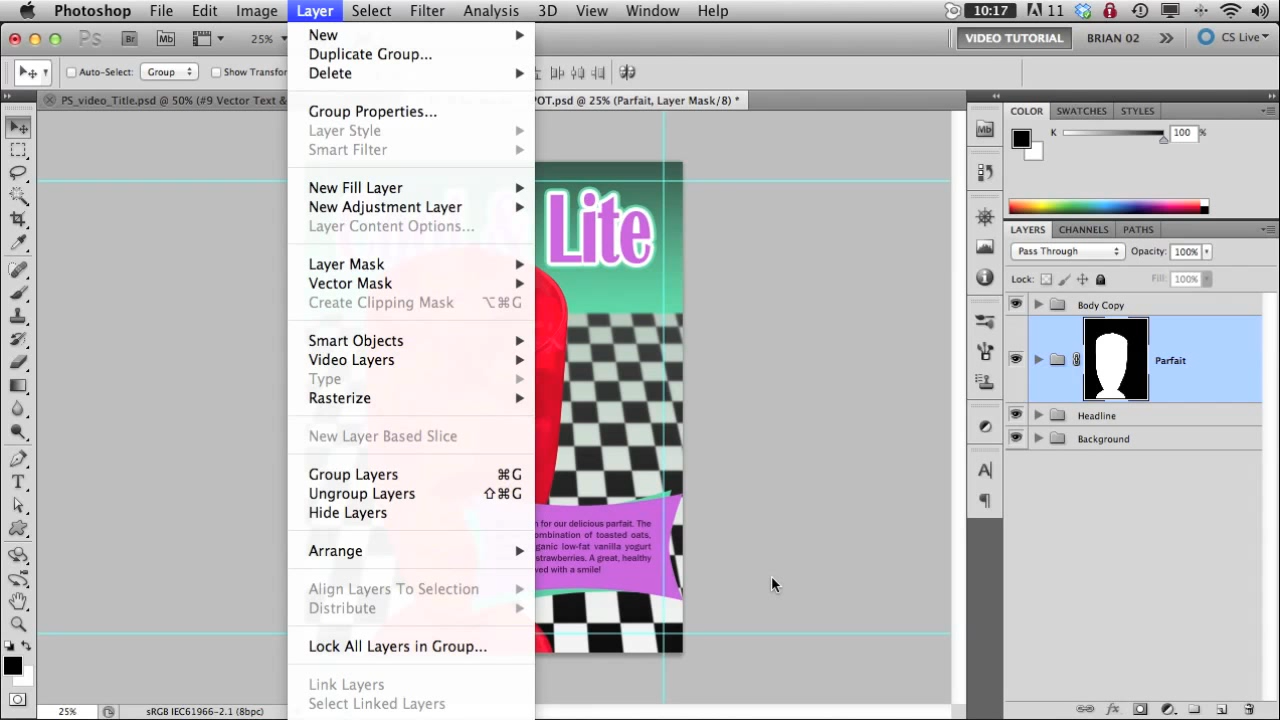 Photoshop File Edit Image Layer Select Filter Analysis 3D View Window Help 10:17 11
Ps Br Mb 25% VIDEO TUTORIAL BRIAN 02 CS Live
Auto-Select: Group Show Transfor
PS_video_Title.psd @ 50% (#9 Vector Text & POT.psd @ 25% (Parfait, Layer Mask/8) *
New
Duplicate Group...
Delete
Group Properties...
Layer Style
Smart Filter
New Fill Layer
New Adjustment Layer
Layer Content Options...
Layer Mask
Vector Mask
Create Clipping Mask ⌥⌘G
Smart Objects
Video Layers
Type
Rasterize
New Layer Based Slice
Group Layers ⌘G
Ungroup Layers ⇧⌘G
Hide Layers
Arrange
Align Layers To Selection
Distribute
Lock All Layers in Group...
Link Layers
Select Linked Layers
Lite
n for our delicious parfait. The
ombination of toasted oats,
ganic low-fat vanilla yogurt
strawberries. A great, healthy
ved with a smile!
COLOR SWATCHES STYLES
K 100 %
LAYERS CHANNELS PATHS
Pass Through Opacity: 100%
Lock: Fill: 100%
Body Copy
Parfait
Headline
Background
Mb
A
T
fx
25% sRGB IEC61966-2.1 (8bpc)